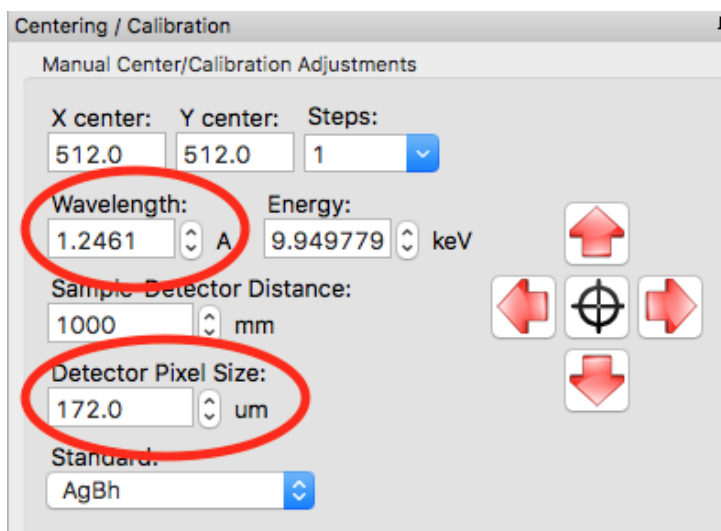 Centering / Calibration
Manual Center/Calibration Adjustments
X center: Y center: Steps:
512.0 512.0 1
Wavelength: Energy:
1.2461 A 9.949779 keV
Sample-Detector Distance:
1000 mm
Detector Pixel Size:
172.0 um
Standard:
AgBh